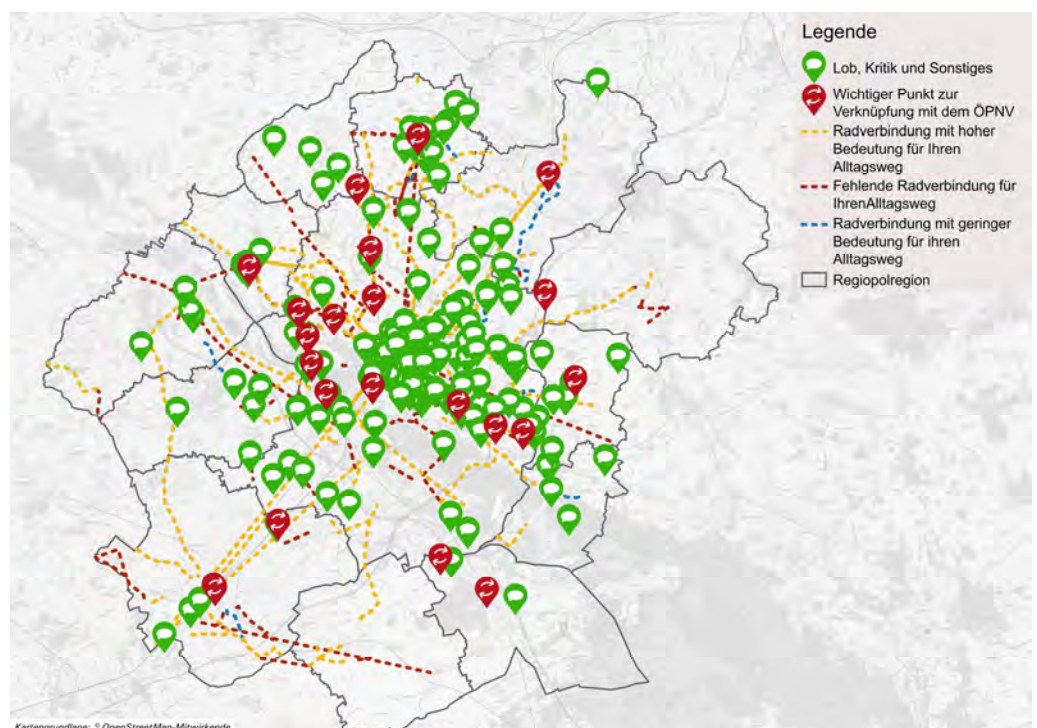 Legende
Lob, Kritik und Sonstiges
Wichtiger Punkt zur
Verknüpfung mit dem ÖPNV
Radverbindung mit hoher
Bedeutung für Ihren
Alltagsweg
Fehlende Radverbindung für
IhrenAlltagsweg
Radverbindung mit geringer
Bedeutung für ihren
Alltagsweg
Regiopolregion
Kartengrundlage: © OpenStreetMap-Mitwirkende